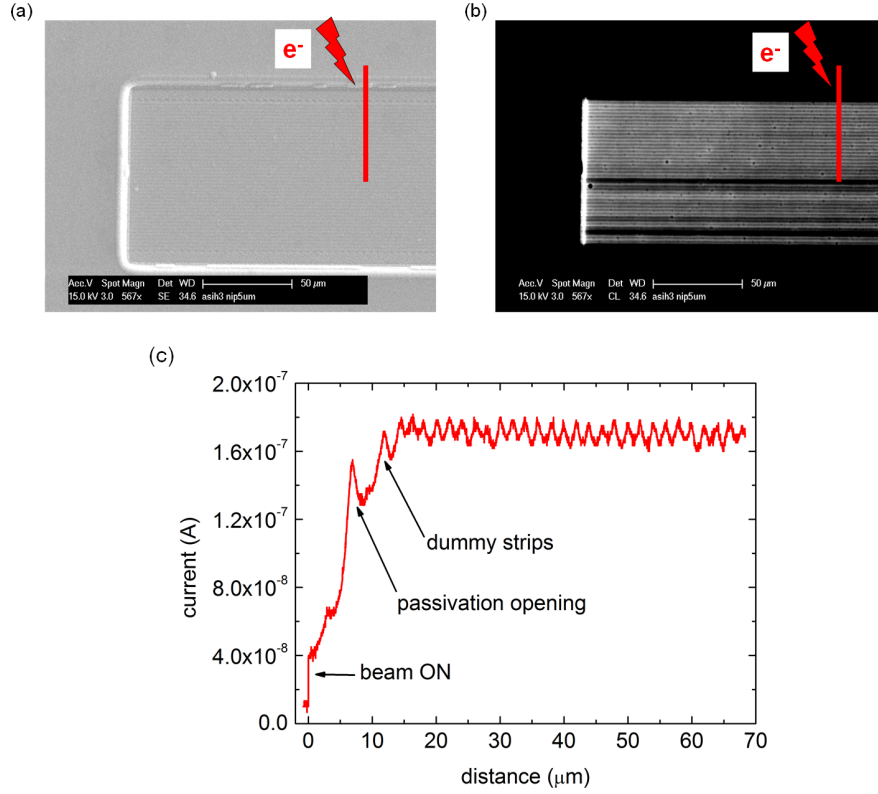 (a)
(b)
e-
e-
Acc.V Spot Magn Det WD 50 µm
15.0 kV 3.0 567x SE 34.6 asih3 nip5um
Acc.V Spot Magn Det WD 50 µm
15.0 kV 3.0 567x CL 34.6 asih3 nip5um
(c)
2.0x10-7
1.6x10-7
1.2x10-7
8.0x10-8
4.0x10-8
0.0
current (A)
dummy strips
passivation opening
beam ON
0 10 20 30 40 50 60 70
distance (µm)